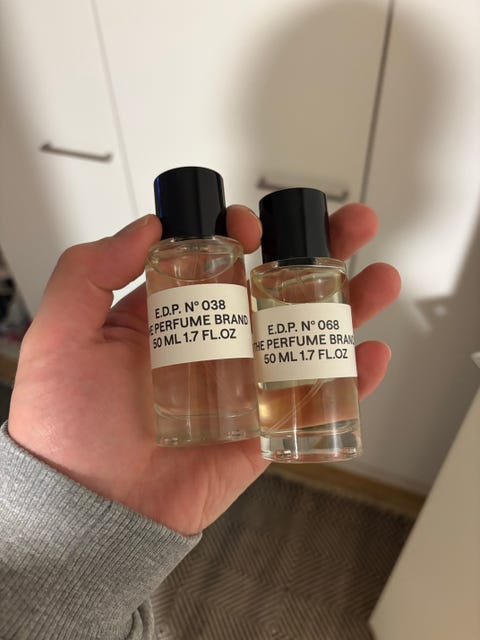 E.D.P. N° 038
THE PERFUME BRAND
50 ML 1.7 FL.OZ
E.D.P. N° 068
THE PERFUME BRAND
50 ML 1.7 FL.OZ